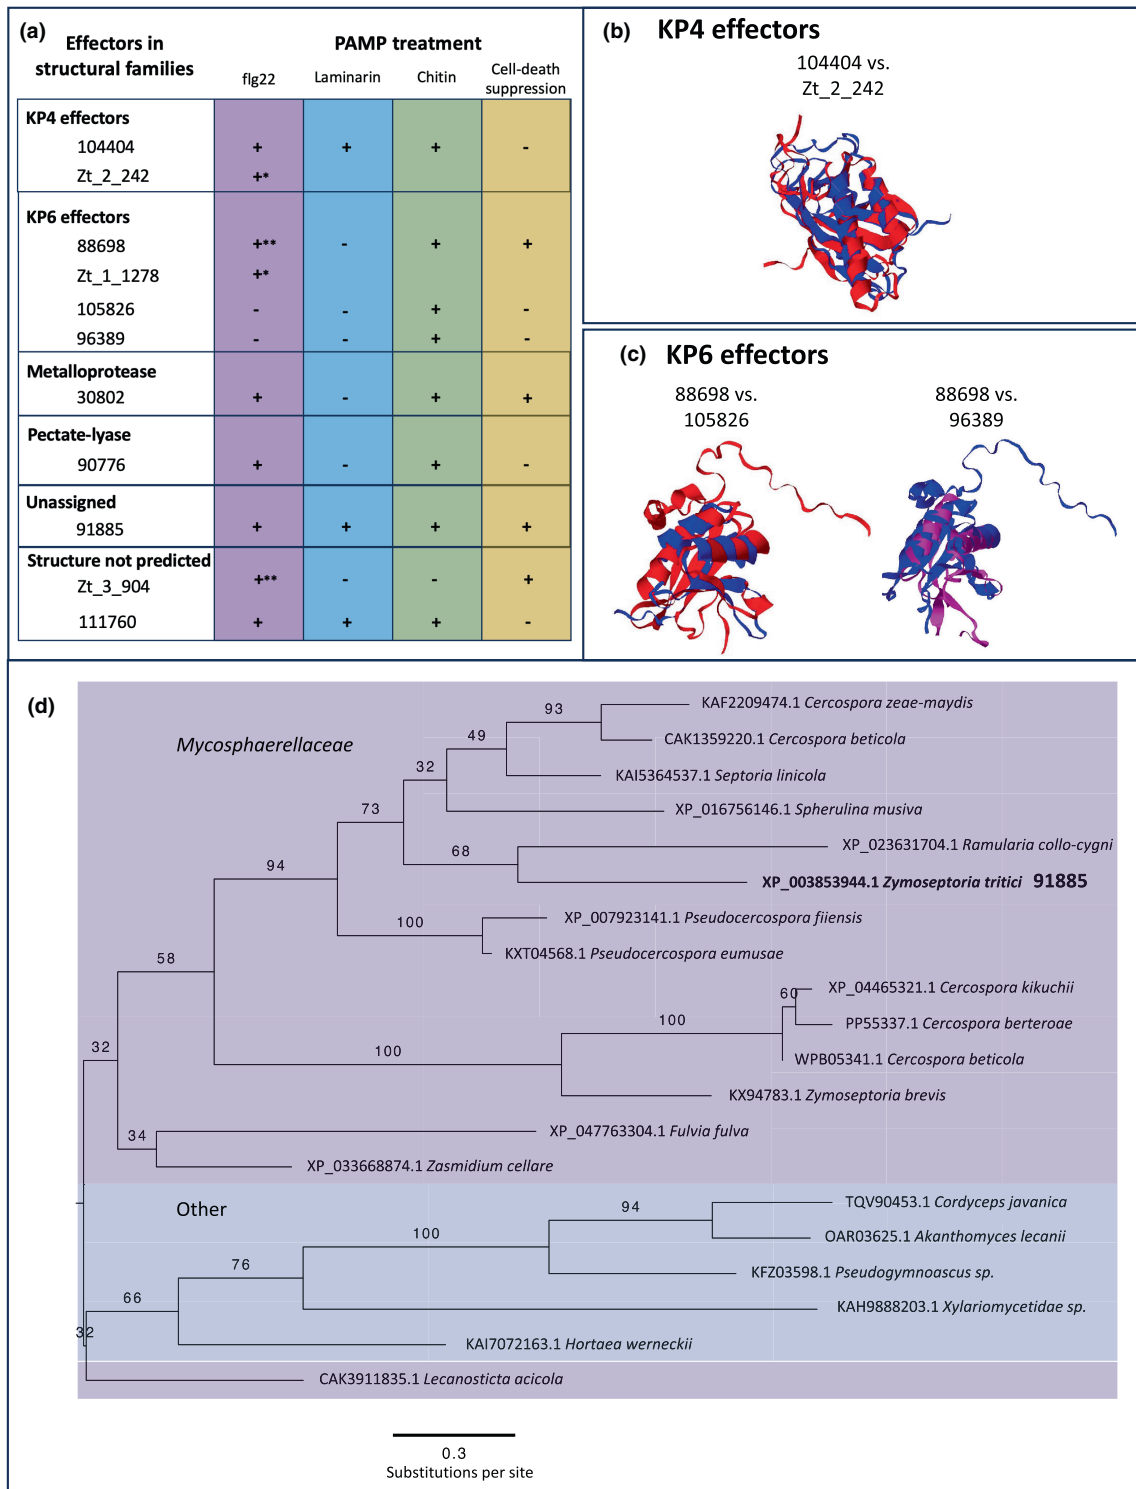 (a)
Effectors in structural families
PAMP treatment
flg22
Laminarin
Chitin
Cell-death suppression
KP4 effectors
104404 + + + -
Zt_2_242 +*
KP6 effectors
88698 +** - + +
Zt_1_1278 +*
105826 - - + -
96389 - - + -
Metalloprotease
30802 + - + +
Pectate-lyase
90776 + - + -
Unassigned
91885 + + + +
Structure not predicted
Zt_3_904 +** - - +
111760 + + + -
(b) KP4 effectors
104404 vs.
Zt_2_242
(c) KP6 effectors
88698 vs.
105826
88698 vs.
96389
(d)
Mycosphaerellaceae
93
KAF2209474.1 Cercospora zeae-maydis
CAK1359220.1 Cercospora beticola
49
KAI5364537.1 Septoria linicola
32
XP_016756146.1 Spherulina musiva
73
XP_023631704.1 Ramularia collo-cygni
68
XP_003853944.1 Zymoseptoria tritici 91885
94
XP_007923141.1 Pseudocercospora fiiensis
100
KXT04568.1 Pseudocercospora eumusae
58
XP_04465321.1 Cercospora kikuchii
60
PP55337.1 Cercospora berteroae
100
WPB05341.1 Cercospora beticola
100
KX94783.1 Zymoseptoria brevis
32
XP_047763304.1 Fulvia fulva
34
XP_033668874.1 Zasmidium cellare
Other
TQV90453.1 Cordyceps javanica
94
OAR03625.1 Akanthomyces lecanii
100
KFZ03598.1 Pseudogymnoascus sp.
76
KAH9888203.1 Xylariomycetidae sp.
66
KAI7072163.1 Hortaea werneckii
32
CAK3911835.1 Lecanosticta acicola
0.3
Substitutions per site